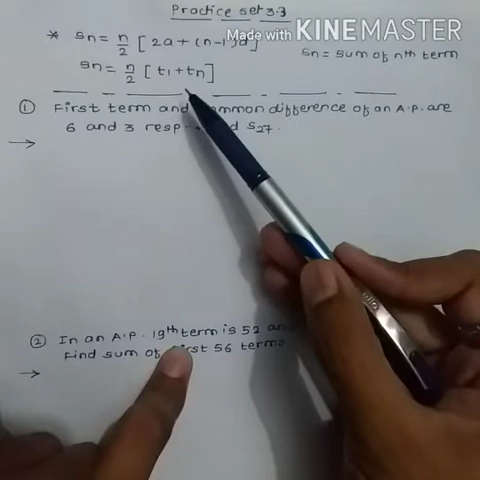 Practice set 3.3
Made with KINEMASTER
* Sn = n/2 [2a + (n-1)d]
Sn = sum of nth term
Sn = n/2 [t1 + tn]
① First term and common difference of an A.P. are
6 and 3 resp. S27.
→
② In an A.P. 19th term is 52
find sum of first 56 terms
→